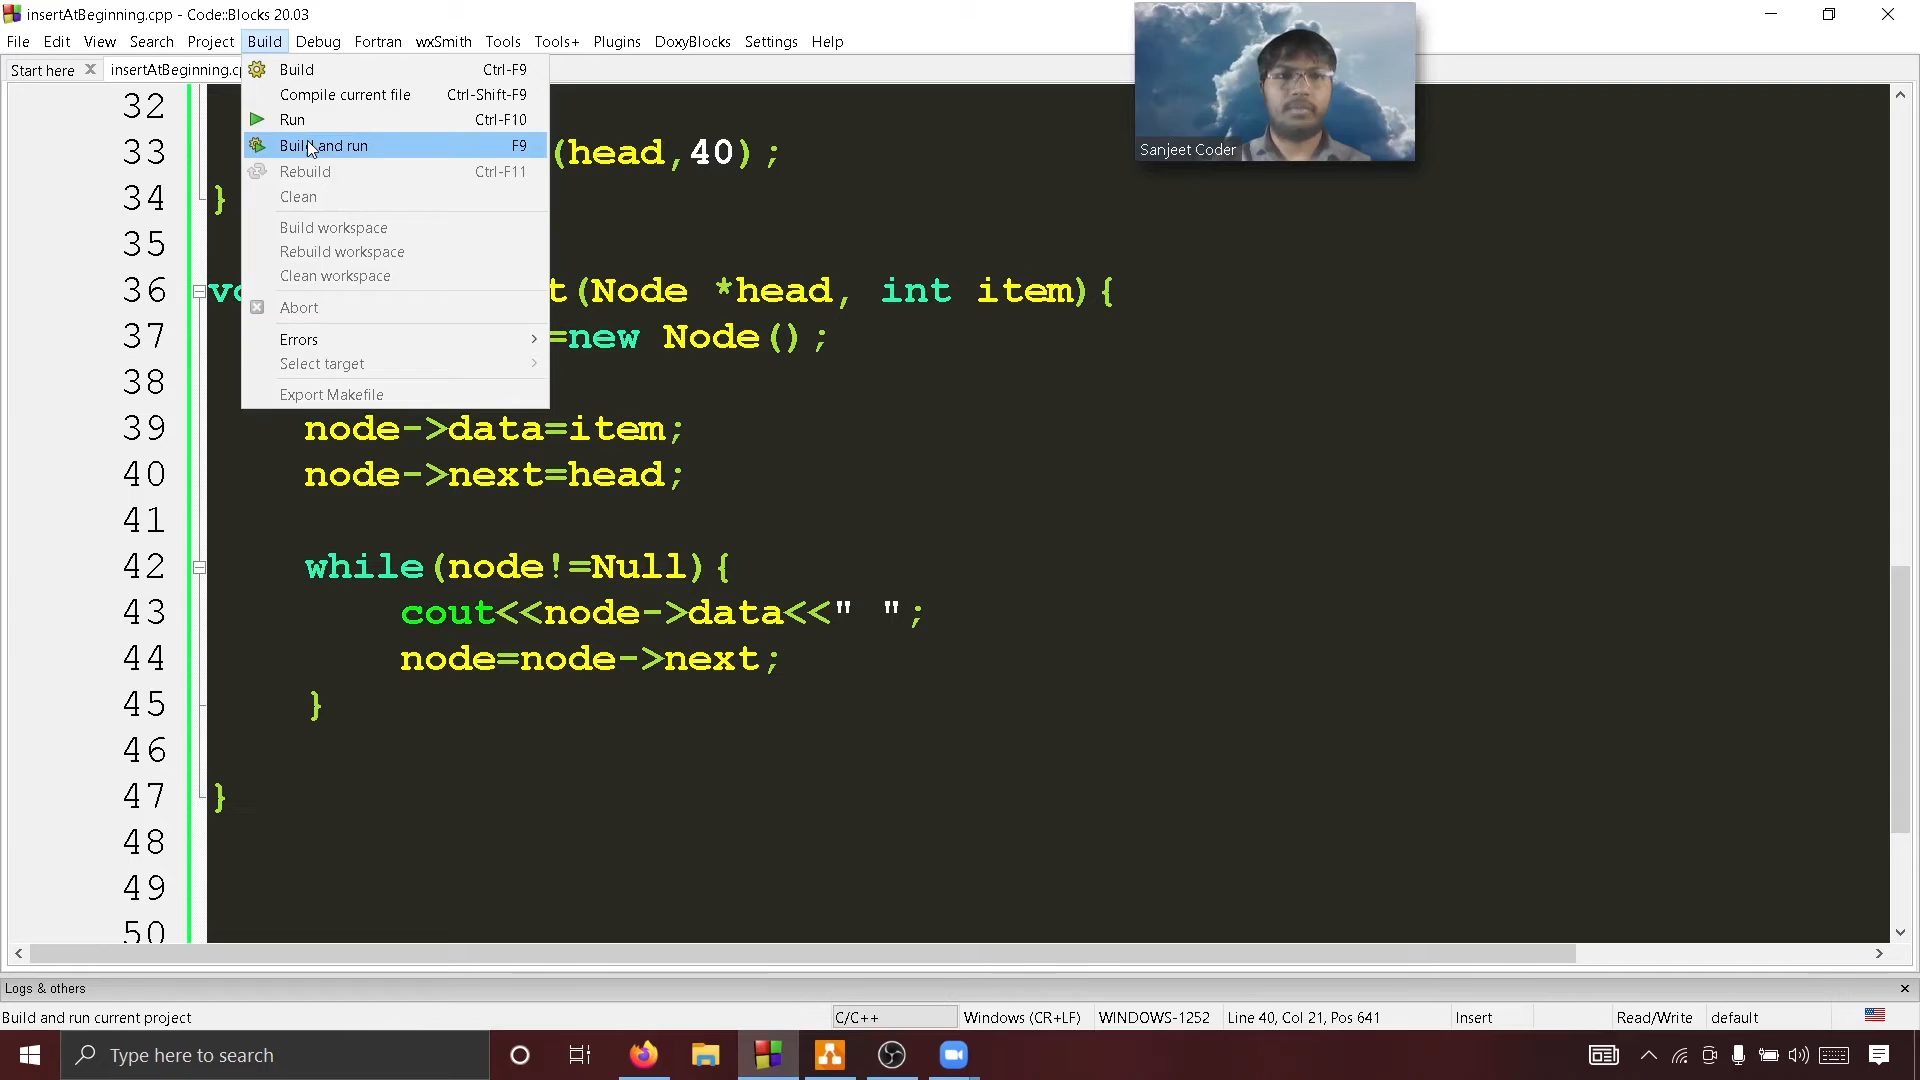 insertAtBeginning.cpp - Code::Blocks 20.03
File Edit View Search Project Build Debug Fortran wxSmith Tools Tools+ Plugins DoxyBlocks Settings Help
Start here insertAtBeginning.c
Build Ctrl-F9
Compile current file Ctrl-Shift-F9
Run Ctrl-F10
Build and run F9
Rebuild Ctrl-F11
Clean
Build workspace
Rebuild workspace
Clean workspace
Abort
Errors
Select target
Export Makefile
Sanjeet Coder
32
33 (head,40);
34 }
35
36 vo t(Node *head, int item){
37 =new Node();
38
39 node->data=item;
40 node->next=head;
41
42 while(node!=Null){
43 cout<<node->data<<" ";
44 node=node->next;
45 }
46
47 }
48
49
50
Logs & others
Build and run current project C/C++ Windows (CR+LF) WINDOWS-1252 Line 40, Col 21, Pos 641 Insert Read/Write default
Type here to search